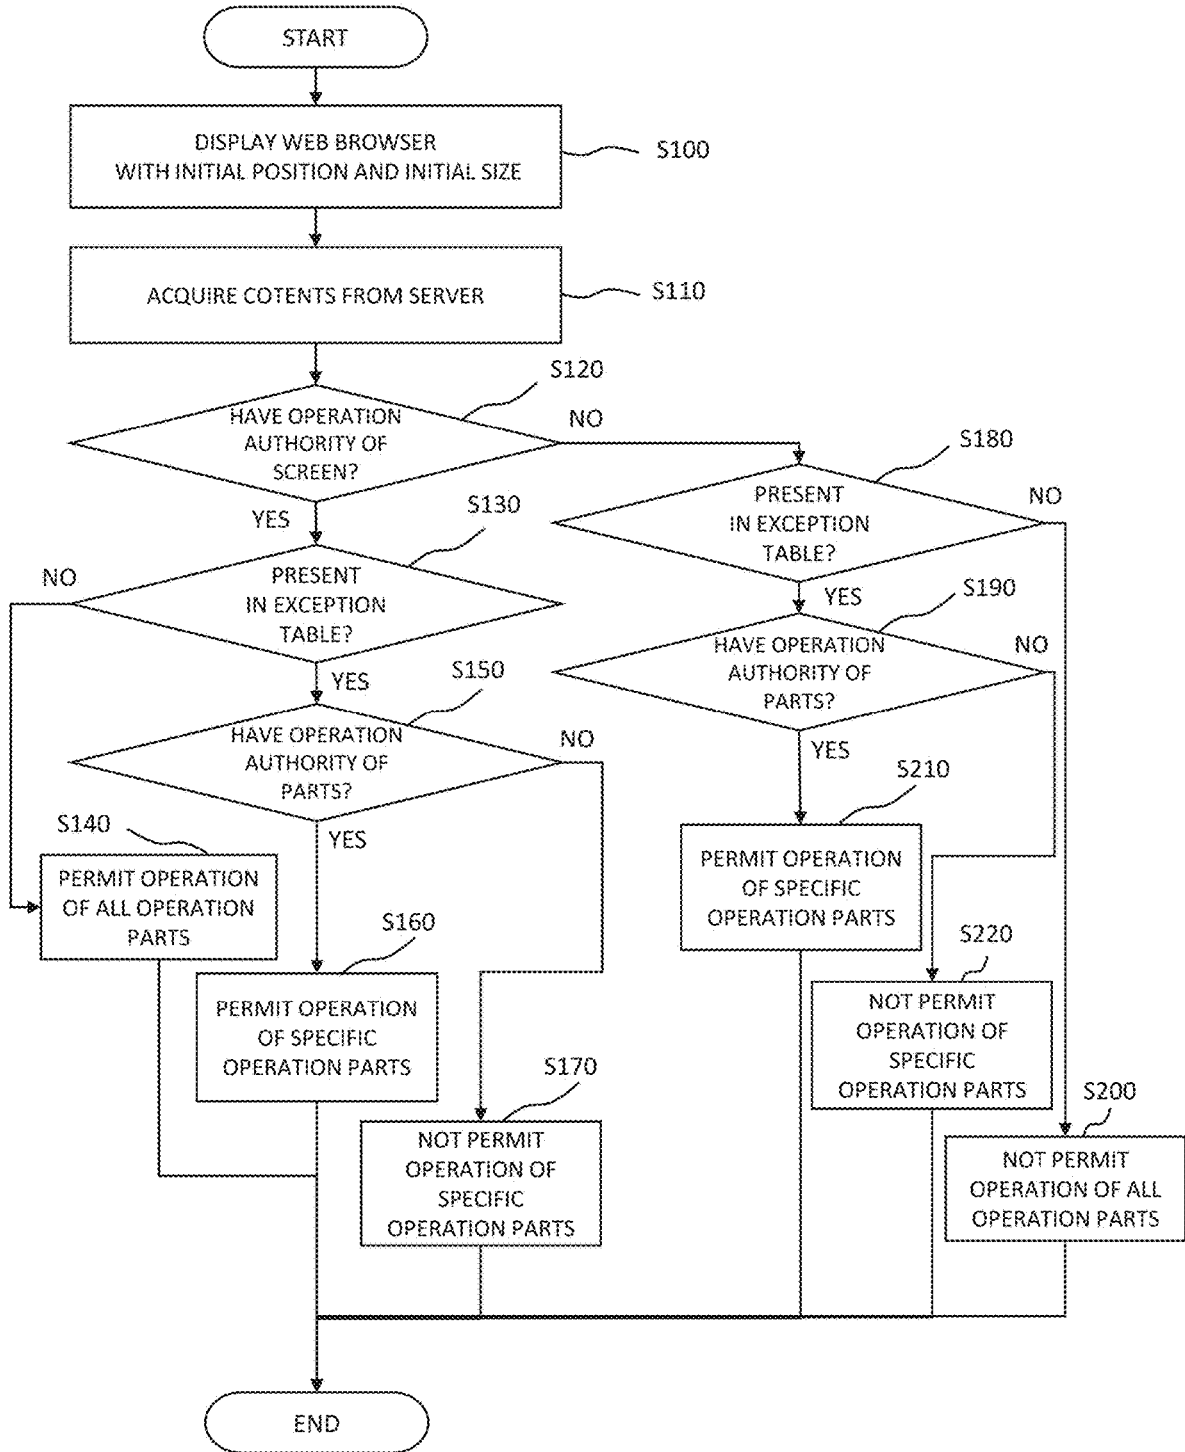 START
DISPLAY WEB BROWSER
WITH INITIAL POSITION AND INITIAL SIZE
S100
ACQUIRE COTENTS FROM SERVER
S110
S120
HAVE OPERATION
AUTHORITY OF
SCREEN?
NO
YES
S180
PRESENT
IN EXCEPTION
TABLE?
NO
YES
S130
PRESENT
IN EXCEPTION
TABLE?
NO
YES
S190
HAVE OPERATION
AUTHORITY OF
PARTS?
NO
YES
S150
HAVE OPERATION
AUTHORITY OF
PARTS?
NO
YES
S140
PERMIT OPERATION
OF ALL OPERATION
PARTS
S210
PERMIT OPERATION
OF SPECIFIC
OPERATION PARTS
S160
PERMIT OPERATION
OF SPECIFIC
OPERATION PARTS
S220
NOT PERMIT
OPERATION OF
SPECIFIC
OPERATION PARTS
S170
NOT PERMIT
OPERATION OF
SPECIFIC
OPERATION PARTS
S200
NOT PERMIT
OPERATION OF ALL
OPERATION PARTS
END